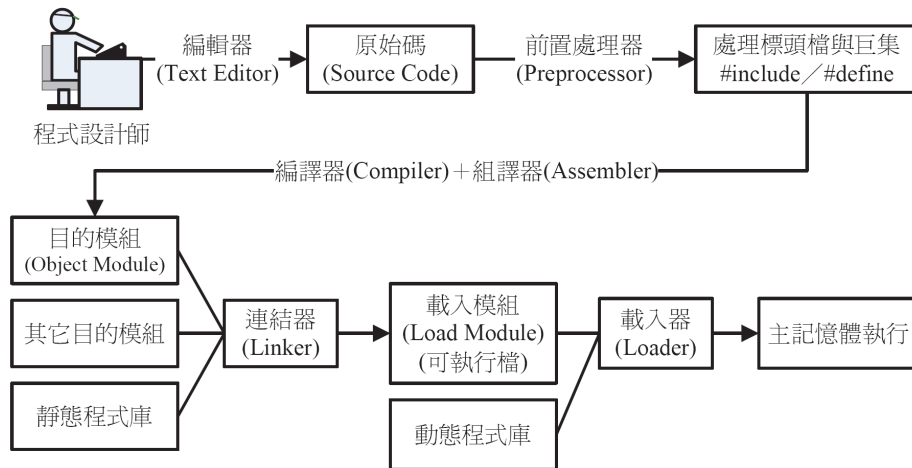 編輯器
(Text Editor)
原始碼
(Source Code)
前置處理器
(Preprocessor)
處理標頭檔與巨集
#include／#define
程式設計師
編譯器(Compiler)＋組譯器(Assembler)
目的模組
(Object Module)
其它目的模組
靜態程式庫
連結器
(Linker)
載入模組
(Load Module)
(可執行檔)
動態程式庫
載入器
(Loader)
主記憶體執行